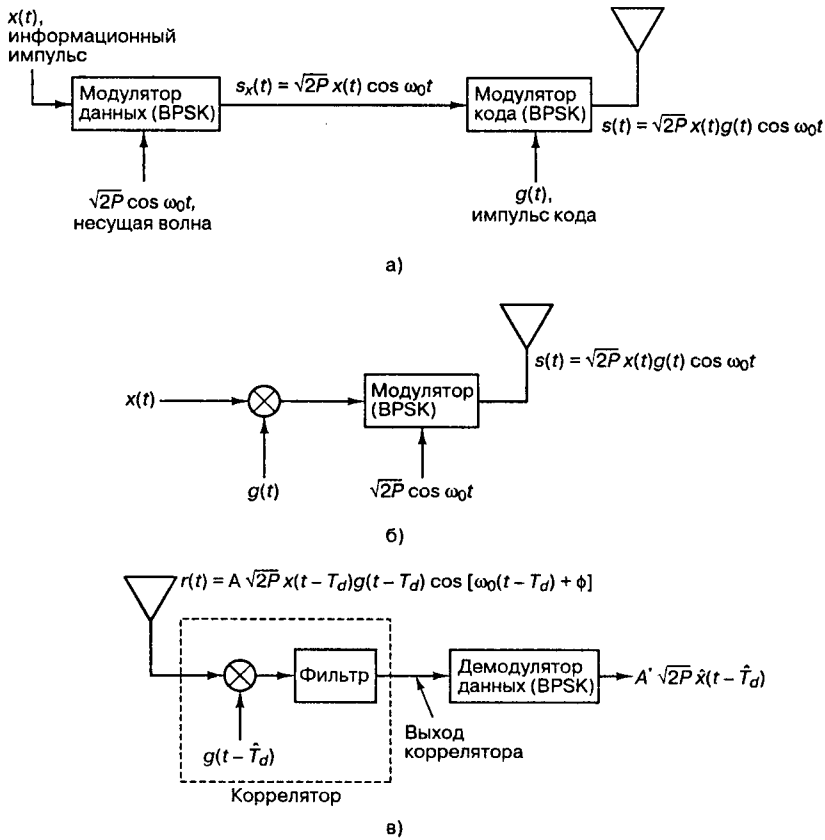 x(t),
информационный
импульс
Модулятор
данных (BPSK)
sₓ(t) = √2P x(t) cos ω₀t
Модулятор
кода (BPSK)
s(t) = √2P x(t)g(t) cos ω₀t
√2P cos ω₀t,
несущая волна
g(t),
импульс кода
а)
s(t) = √2P x(t)g(t) cos ω₀t
x(t)
Модулятор
(BPSK)
g(t)
√2P cos ω₀t
б)
r(t) = A √2P x(t – T_d)g(t – T_d) cos [ω₀(t – T_d) + ϕ]
Фильтр
Демодулятор
данных (BPSK)
A' √2P x̂(t – T̂_d)
g(t – T̂_d)
Выход
коррелятора
Коррелятор
в)